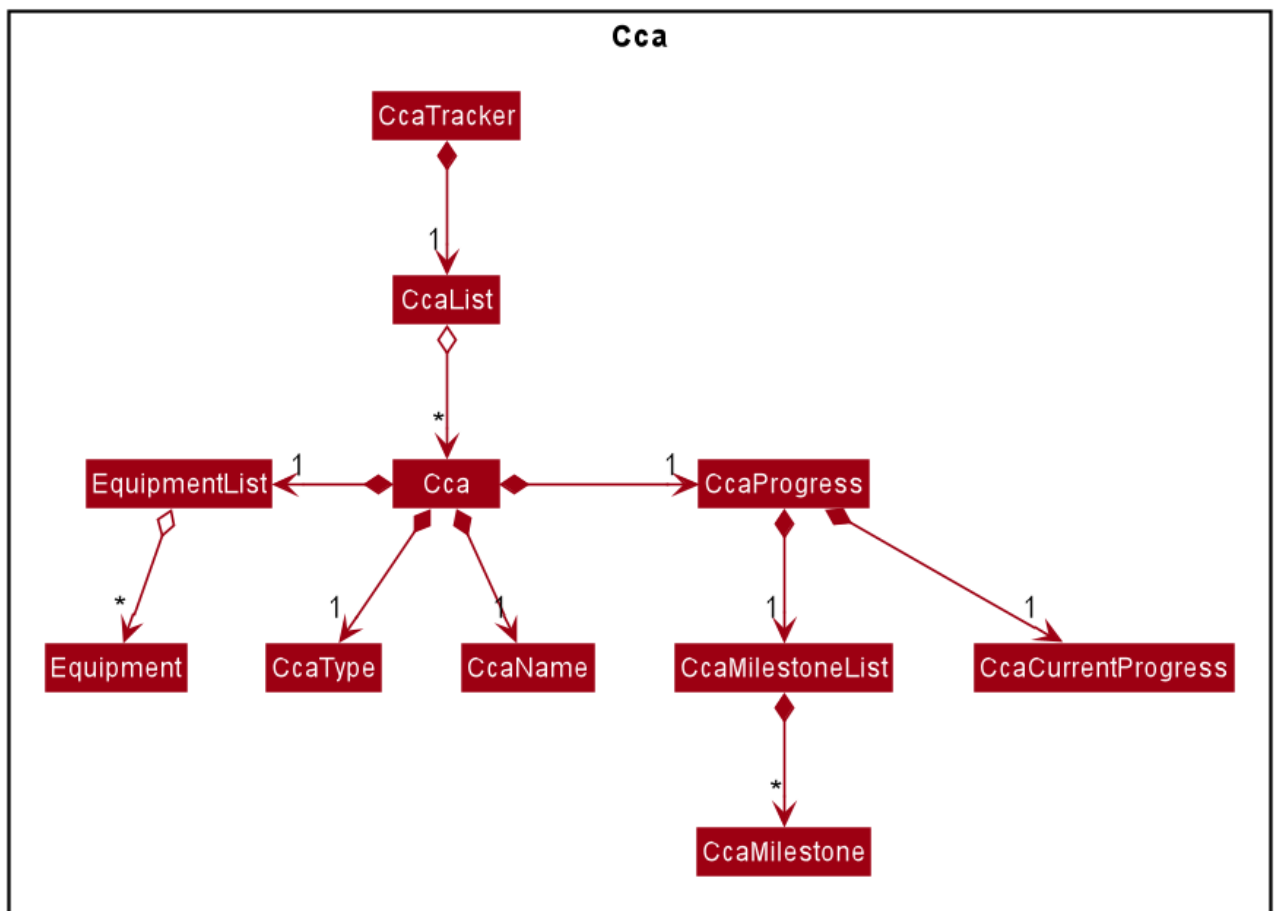 Cca
CcaTracker
1
CcaList
*
EquipmentList
1
Cca
1
CcaProgress
*
1
1
1
1
Equipment
CcaType
CcaName
CcaMilestoneList
CcaCurrentProgress
*
CcaMilestone